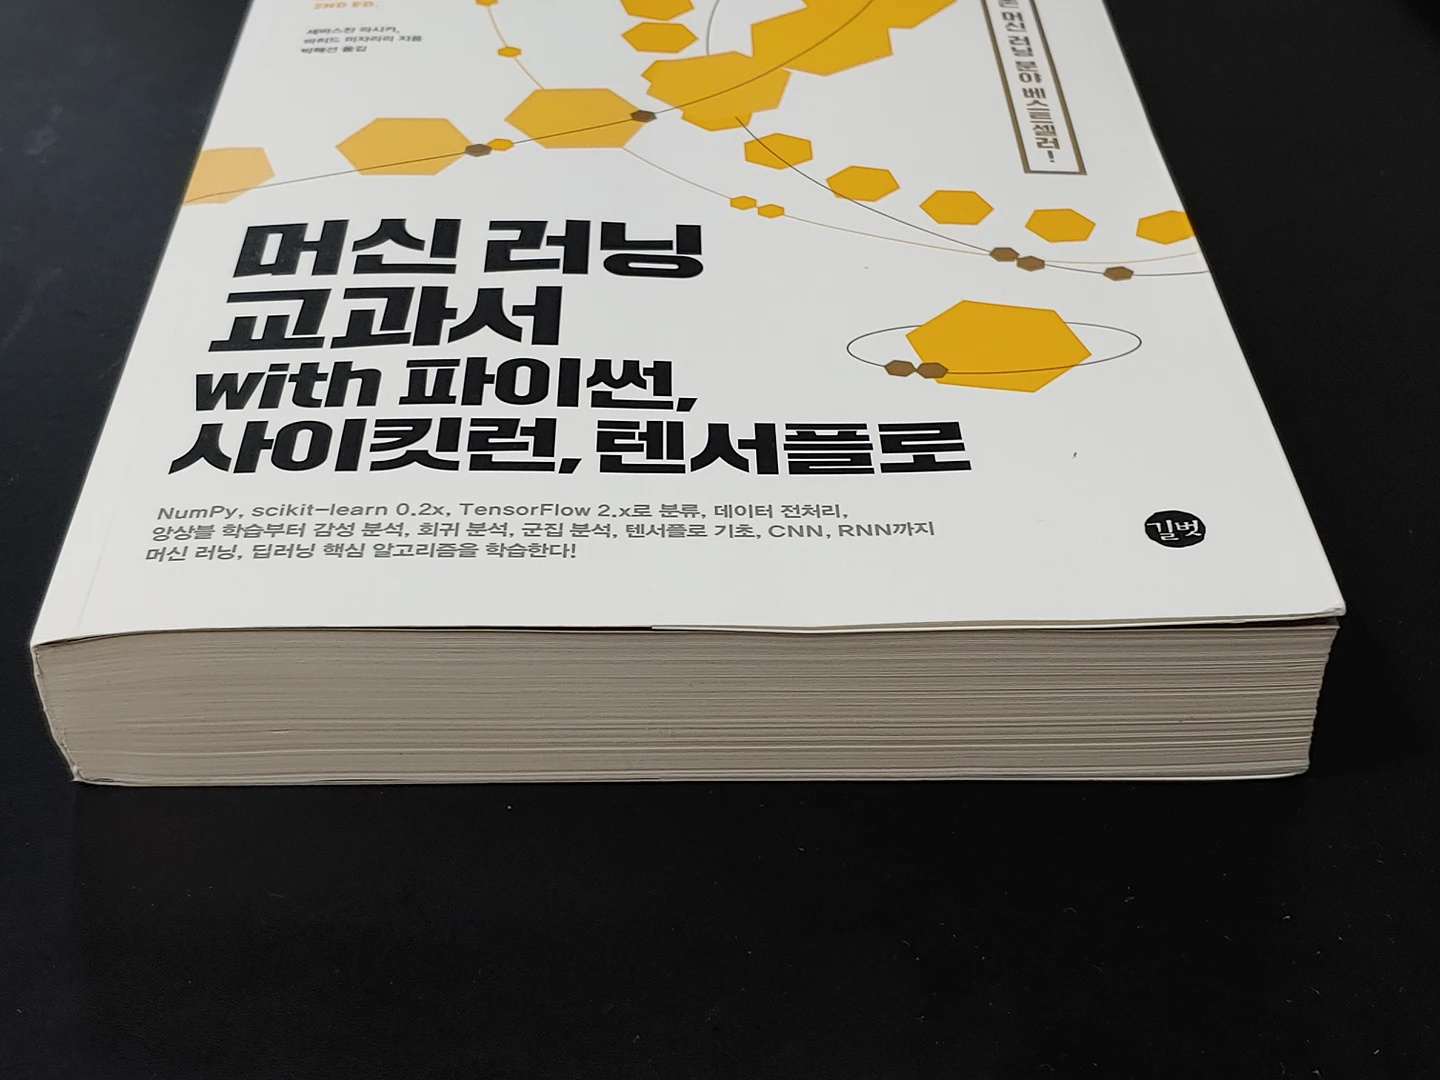 2ND ED.
세바스찬 라시카,
바히드 미자리리 지음
박해선 옮김
머신 러닝 분야 베스트셀러!
머신 러닝
교과서
with 파이썬,
사이킷런, 텐서플로
NumPy, scikit-learn 0.2x, TensorFlow 2.x로 분류, 데이터 전처리,
앙상블 학습부터 감성 분석, 회귀 분석, 군집 분석, 텐서플로 기초, CNN, RNN까지
머신 러닝, 딥러닝 핵심 알고리즘을 학습한다!
길벗